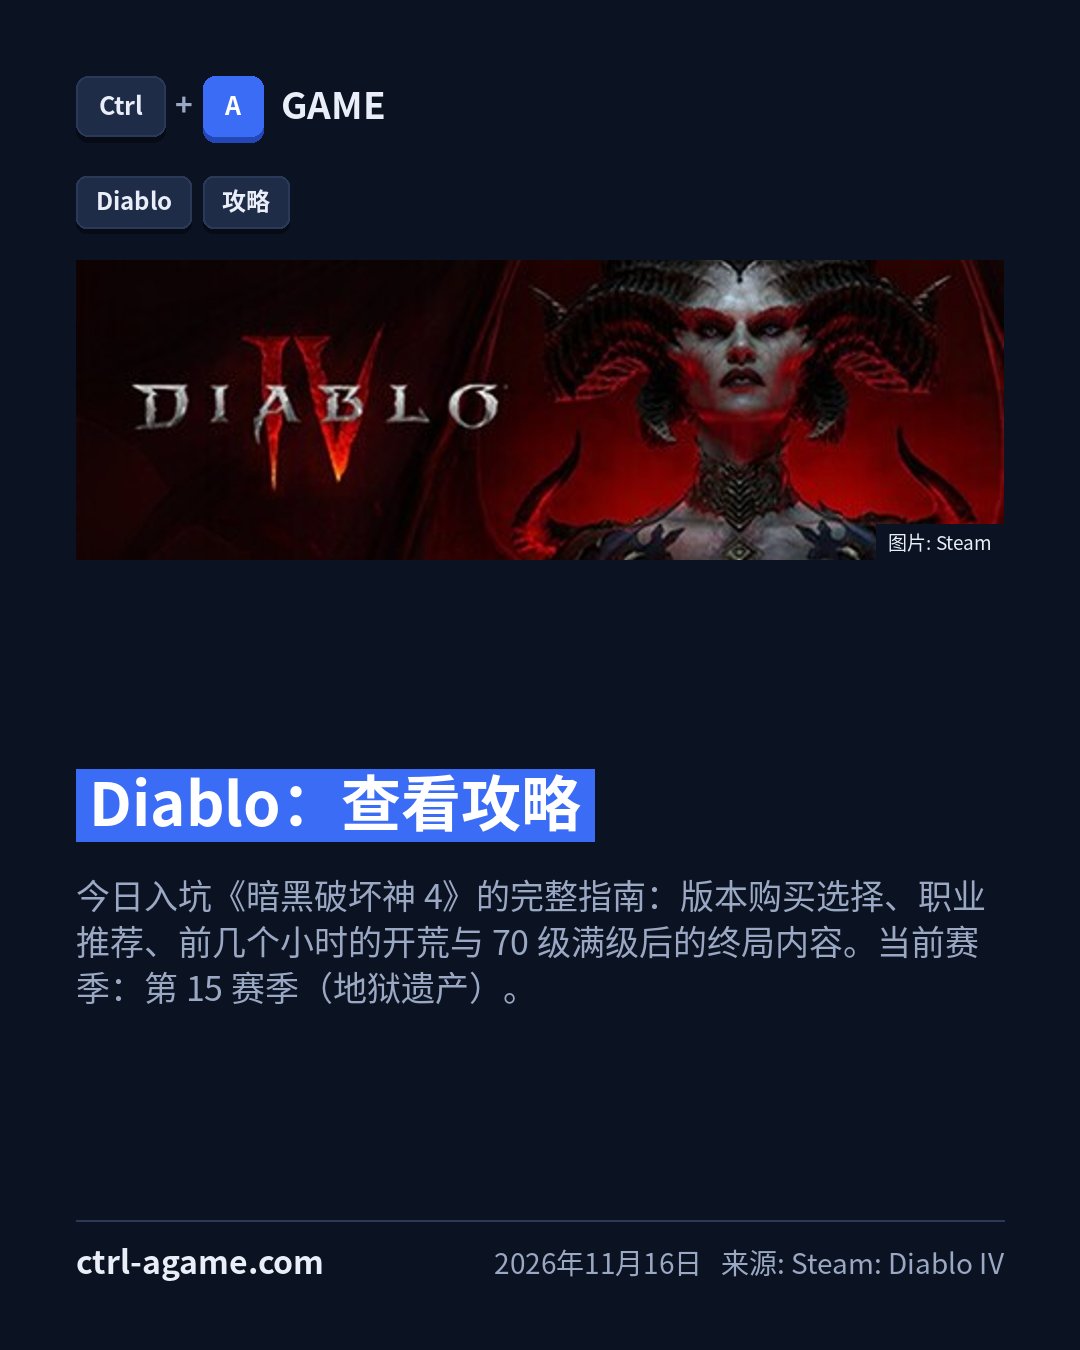 Ctrl + A GAME
Diablo 攻略
DIABLO IV
图片: Steam
Diablo：查看攻略
今日入坑《暗黑破坏神 4》的完整指南：版本购买选择、职业
推荐、前几个小时的开荒与 70 级满级后的终局内容。当前赛
季：第 15 赛季（地狱遗产）。
ctrl-agame.com
2026年11月16日 来源: Steam: Diablo IV